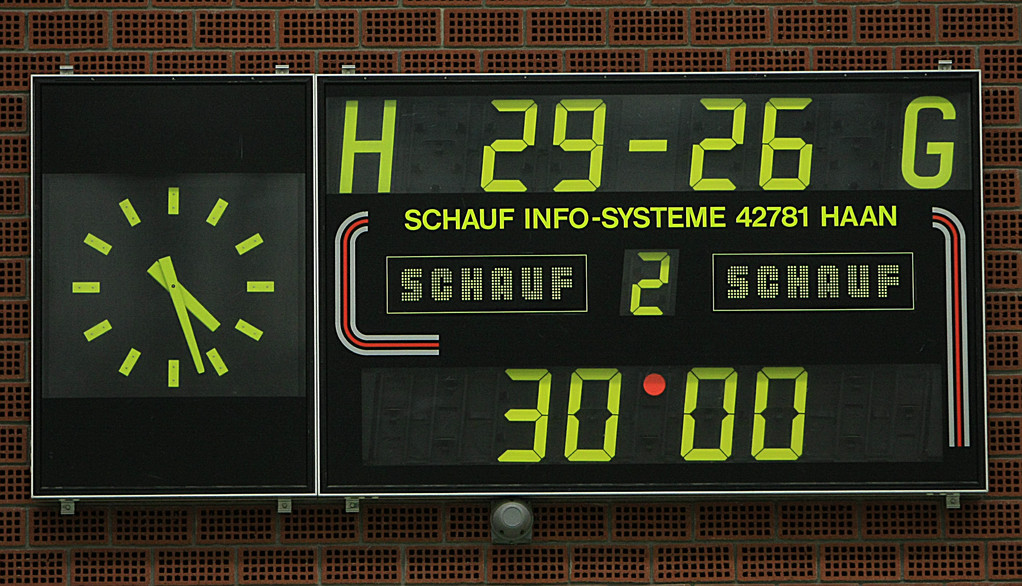 H 29-26 G
SCHAUF INFO-SYSTEME 42781 HAAN
SCHAUF 2 SCHAUF
30 00